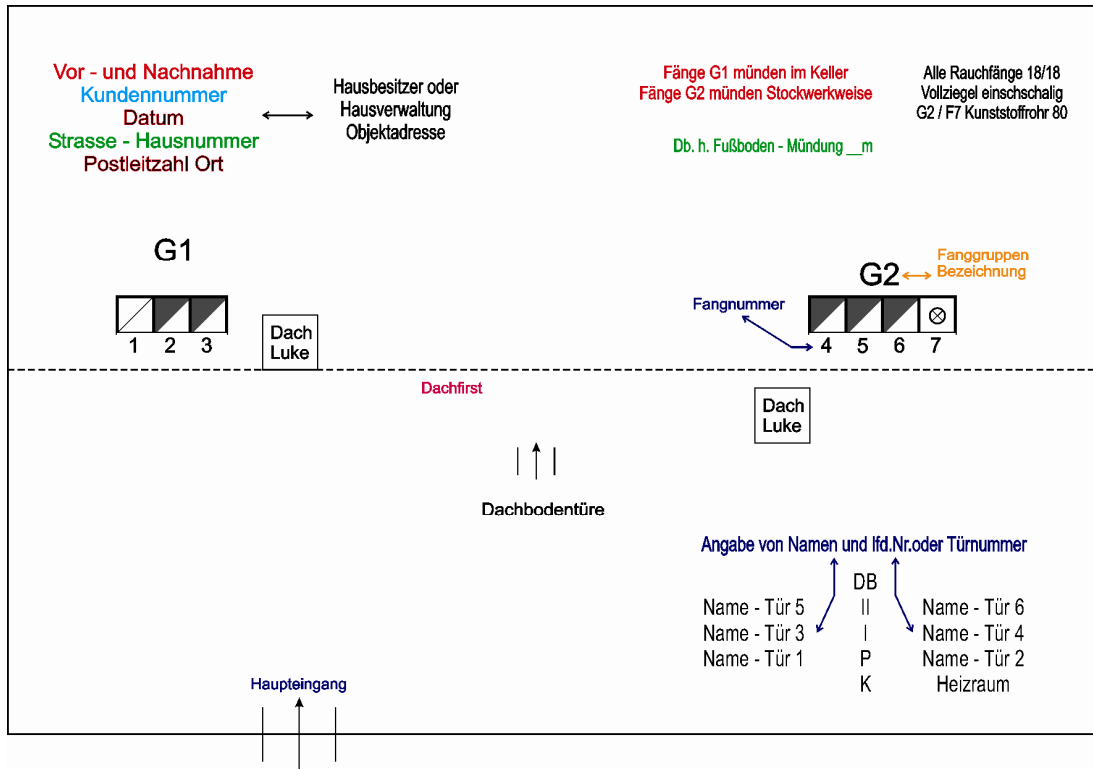 Vor - und Nachnahme
Kundennummer
Datum
Strasse - Hausnummer
Postleitzahl Ort
Hausbesitzer oder
Hausverwaltung
Objektadresse
Fänge G1 münden im Keller
Fänge G2 münden Stockwerkweise
Db. h. Fußboden - Mündung __m
Alle Rauchfänge 18/18
Vollziegel einschschalig
G2 / F7 Kunststoffrohr 80
G1
1 2 3
Dach
Luke
G2
Fanggruppen
Bezeichnung
Fangnummer
4 5 6 7
Dachfirst
Dach
Luke
Dachbodentüre
Angabe von Namen und lfd.Nr.oder Türnummer
DB
Name - Tür 5 II Name - Tür 6
Name - Tür 3 I Name - Tür 4
Name - Tür 1 P Name - Tür 2
K Heizraum
Haupteingang